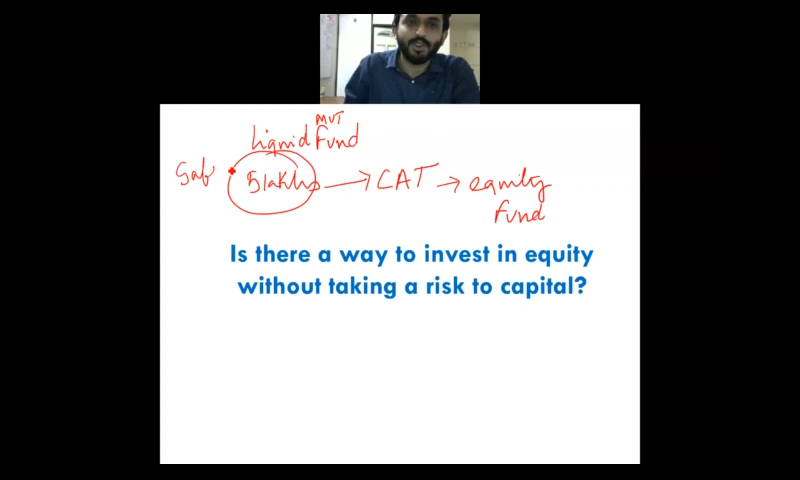 MUT
Liquid Fund
Safe 5 lakhs → CAT → equity
Fund
Is there a way to invest in equity
without taking a risk to capital?